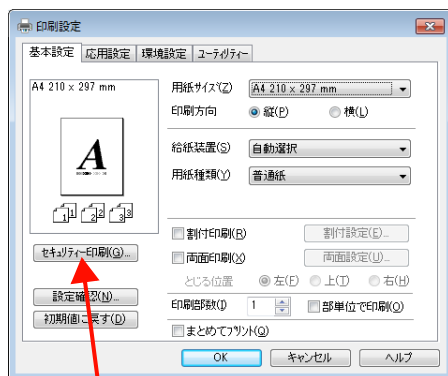 印刷設定
基本設定 応用設定 環境設定 ユーティリティー
A4 210 x 297 mm
用紙サイズ(Z) A4 210 x 297 mm
印刷方向 縦(P) 横(L)
A
給紙装置(S) 自動選択
用紙種類(Y) 普通紙
1 1 2 2 3 3
割付印刷(R) 割付設定(E)...
セキュリティー印刷(G)...
両面印刷(X) 両面設定(U)...
とじる位置 左(F) 上(T) 右(H)
設定確認(N)...
印刷部数(I) 1 部単位で印刷(O)
初期値に戻す(D)
まとめてプリント(Q)
OK キャンセル ヘルプ